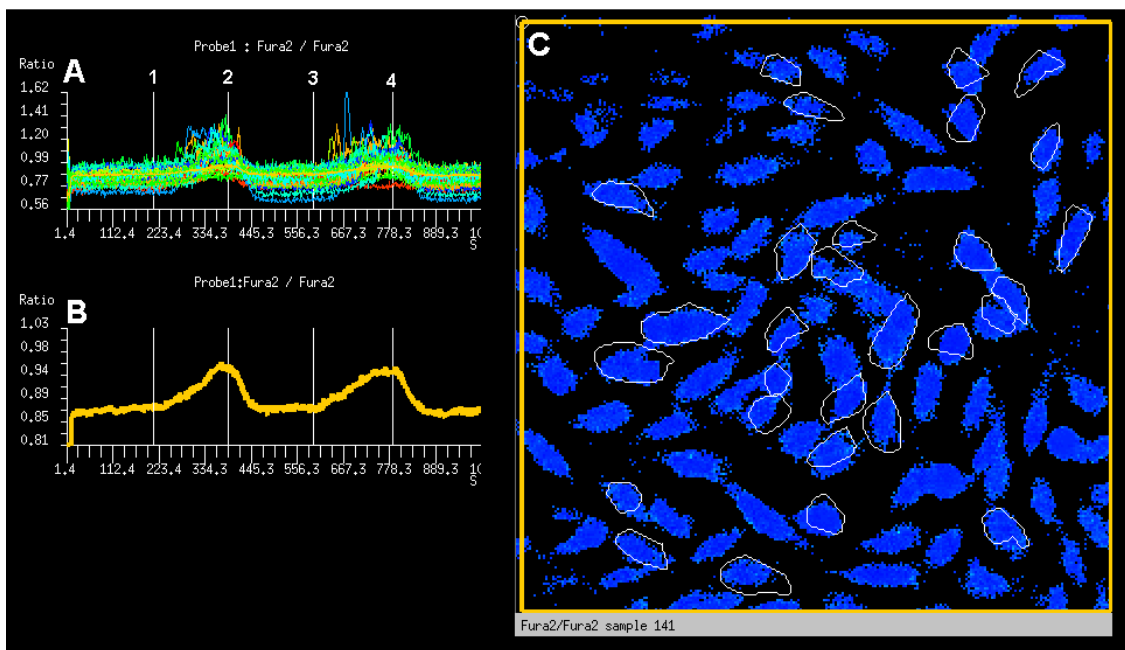 Probe1 : Fura2 / Fura2
Ratio
A
1 2 3 4
1.62
1.41
1.20
0.99
0.77
0.56
1.4 112.4 223.4 334.3 445.3 556.3 667.3 778.3 889.3 10
S
Probe1:Fura2 / Fura2
Ratio
B
1.03
0.98
0.94
0.89
0.85
0.81
1.4 112.4 223.4 334.3 445.3 556.3 667.3 778.3 889.3 10
S
C
Fura2/Fura2 sample 141